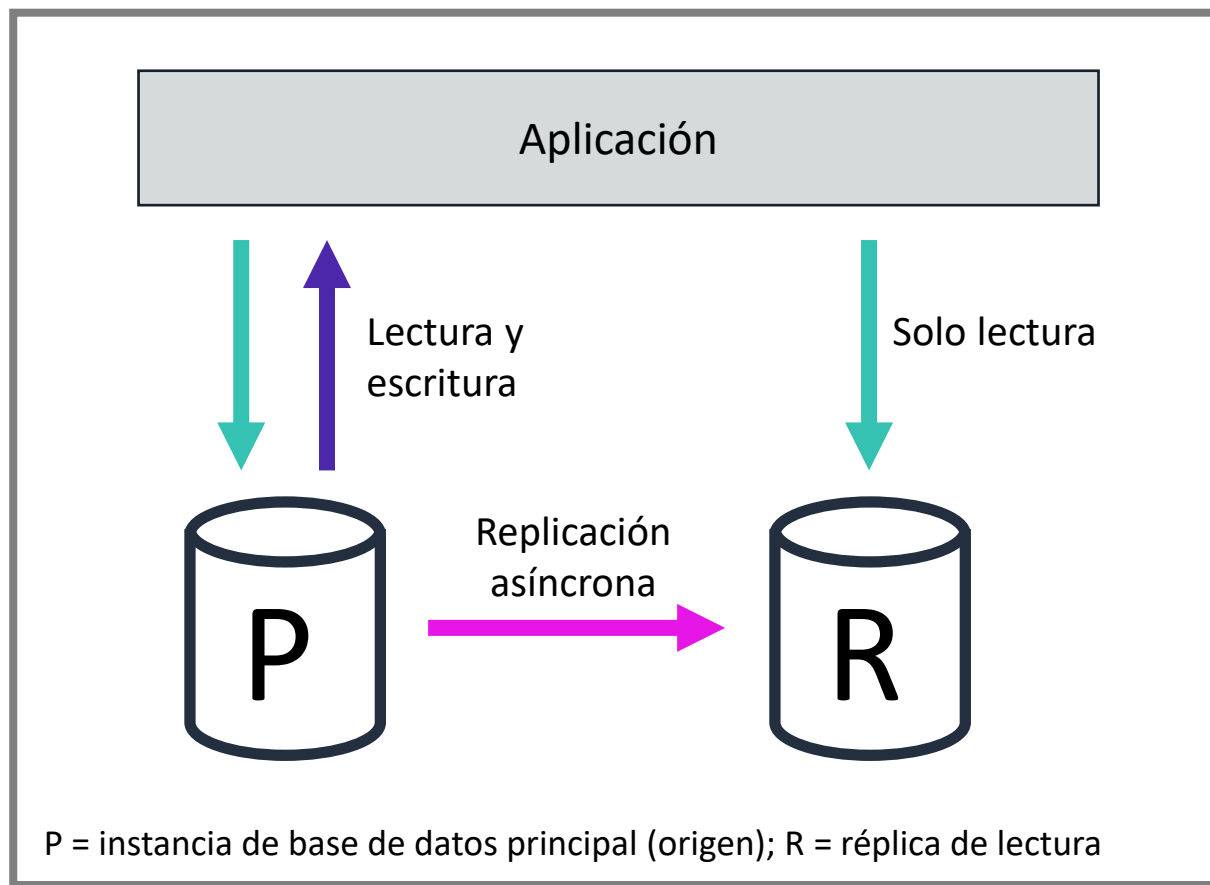 Aplicación
Lectura y
escritura
Solo lectura
Replicación
asíncrona
P
R
P = instancia de base de datos principal (origen); R = réplica de lectura